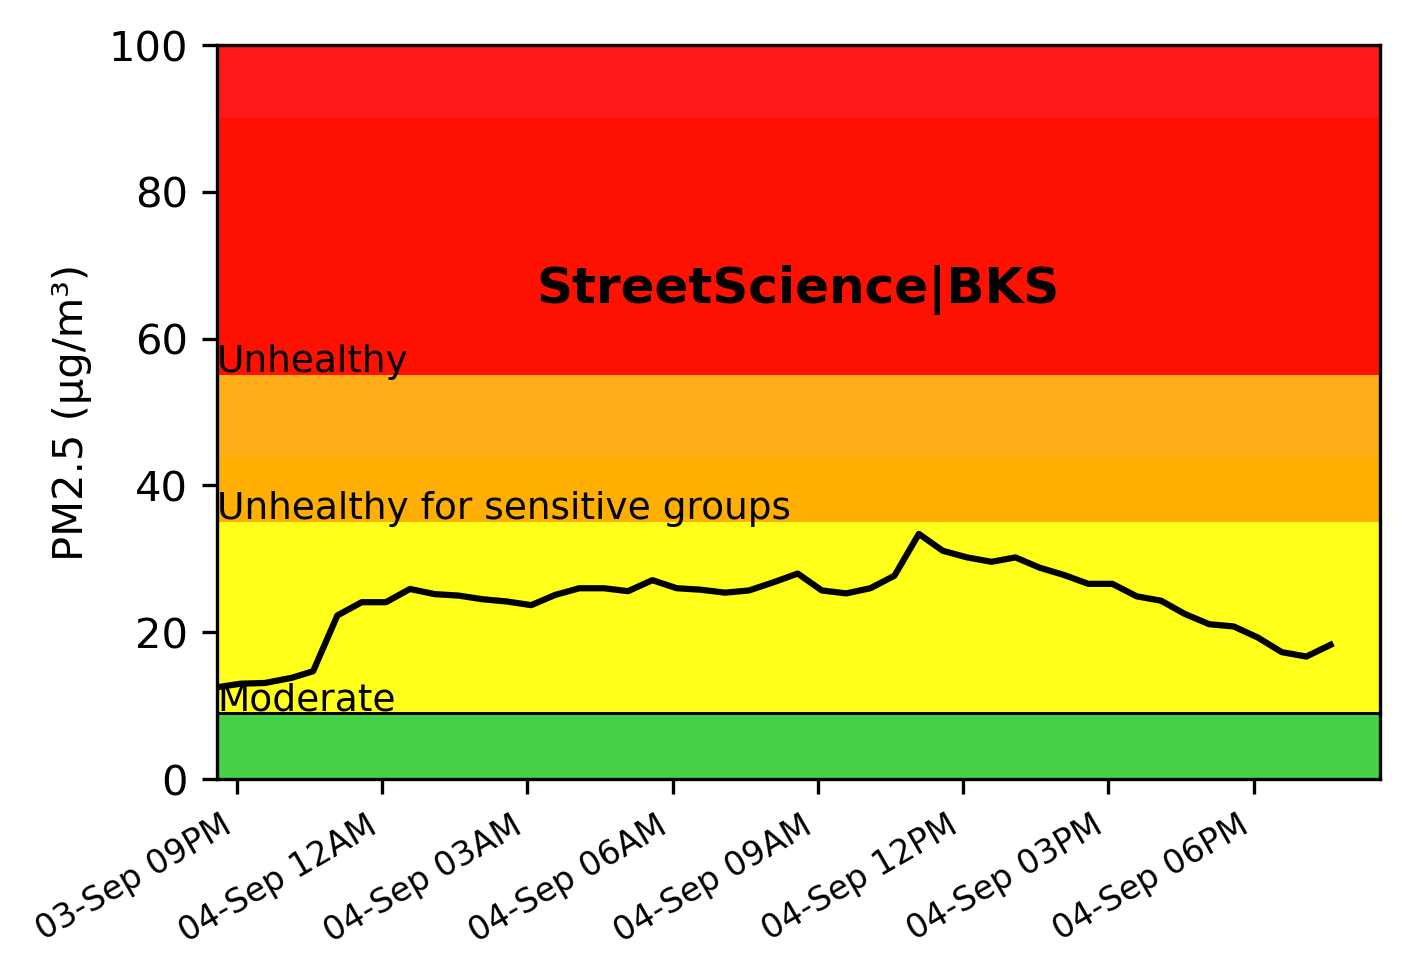 100
80
60
40
20
0
PM2.5 (µg/m³)
StreetScience|BKS
Unhealthy
Unhealthy for sensitive groups
Moderate
03-Sep 09PM
04-Sep 12AM
04-Sep 03AM
04-Sep 06AM
04-Sep 09AM
04-Sep 12PM
04-Sep 03PM
04-Sep 06PM